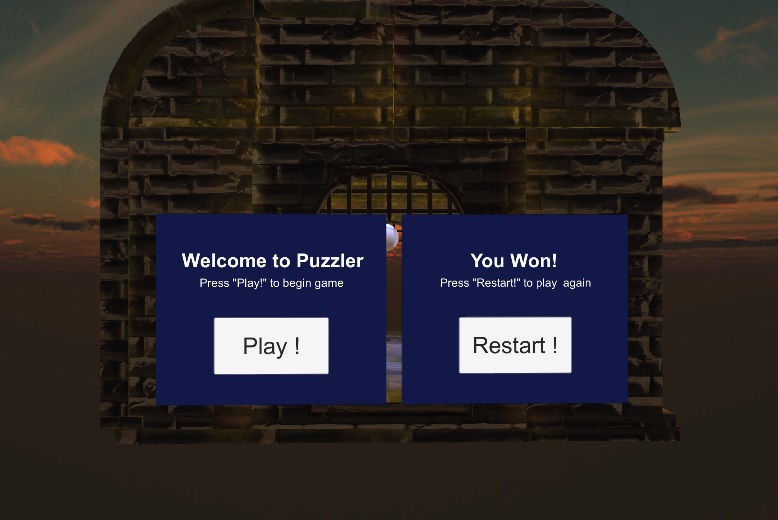 Welcome to Puzzler
Press "Play!" to begin game
Play !
You Won!
Press "Restart!" to play  again
Restart !